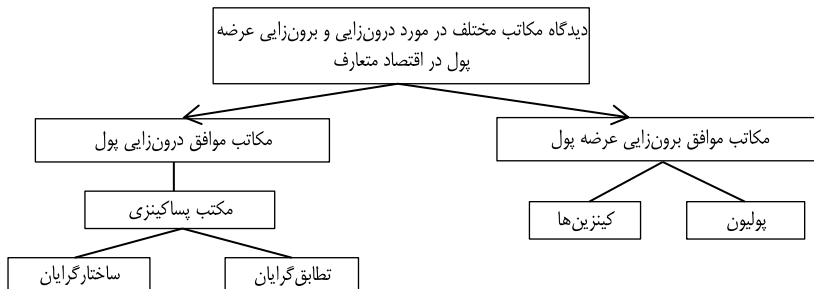 دیدگاه مکاتب مختلف در مورد درون‌زایی و برون‌زایی عرضه
پول در اقتصاد متعارف
مکاتب موافق برون‌زایی عرضه پول
مکاتب موافق درون‌زایی پول
پولیون
کینزین‌ها
مکتب پساکینزی
تطابق‌گرایان
ساختارگرایان